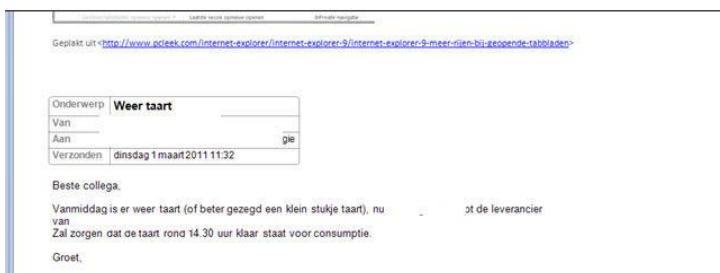 Laatste sessie opnieuw openen InPrivate-navigatie
Geplakt uit <http://www.pcleek.com/internet-explorer/internet-explorer-9/internet-explorer-9-meer-rijen-bij-geopende-tabbladen>
Onderwerp Weer taart
Van
Aan gie
Verzonden dinsdag 1 maart 2011 11:32
Beste collega,
Vanmiddag is er weer taart (of beter gezegd een klein stukje taart), nu ot de leverancier
van
Zal zorgen dat de taart rond 14.30 uur klaar staat voor consumptie.
Groet,